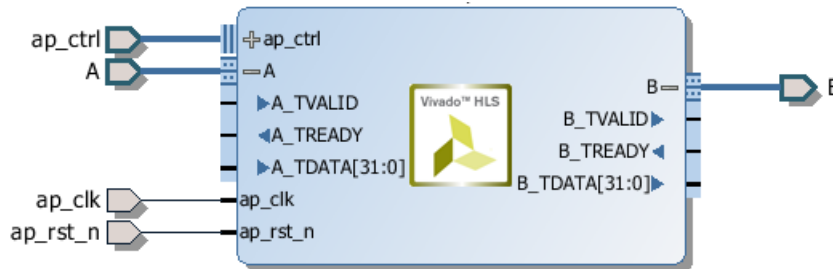 ap_ctrl
A
ap_clk
ap_rst_n
ap_ctrl
A
A_TVALID
A_TREADY
A_TDATA[31:0]
ap_clk
ap_rst_n
Vivado™ HLS
B
B_TVALID
B_TREADY
B_TDATA[31:0]